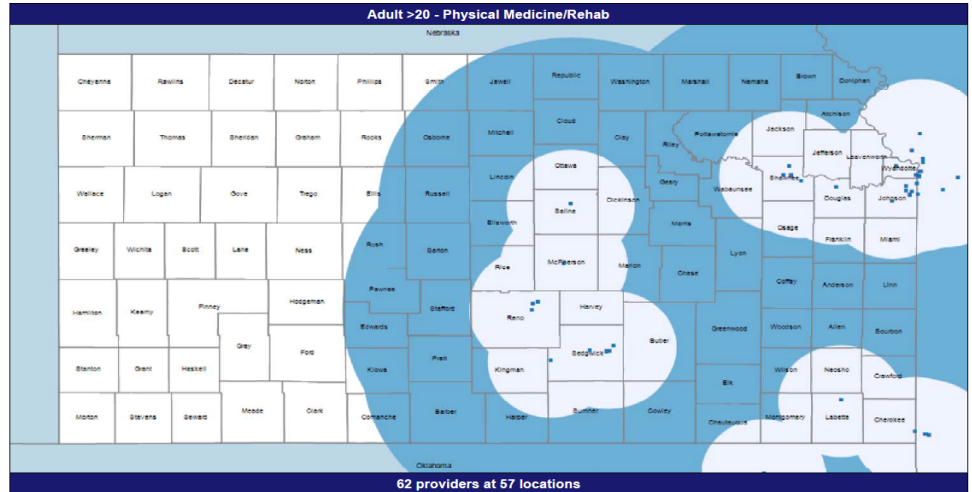 Adult >20 - Physical Medicine/Rehab
Nebraska
Cheyenne Rawlins Decatur Norton Phillips Smith Jewell Republic Washington Marshall Nemaha Brown Doniphan
Sherman Thomas Sheridan Graham Rooks Osborne Mitchell Cloud Clay Riley Pottawatomie Jackson Atchison
Jefferson Leavenworth
Wallace Logan Gove Trego Ellis Russell Lincoln Ottawa Dickinson Geary Wabaunsee Shawnee Wyandotte
Saline Douglas Johnson
Greeley Wichita Scott Lane Ness Rush Barton Ellsworth Rice McPherson Marion Morris Chase Lyon Osage Franklin Miami
Hamilton Kearny Finney Hodgeman Pawnee Stafford Reno Harvey Coffey Anderson Linn
Gray Ford Edwards Sedgwick Butler Greenwood Woodson Allen Bourbon
Stanton Grant Haskell Kiowa Pratt Kingman Elk Wilson Neosho Crawford
Morton Stevens Seward Meade Clark Comanche Barber Harper Sumner Cowley Chautauqua Montgomery Labette Cherokee
Oklahoma
62 providers at 57 locations